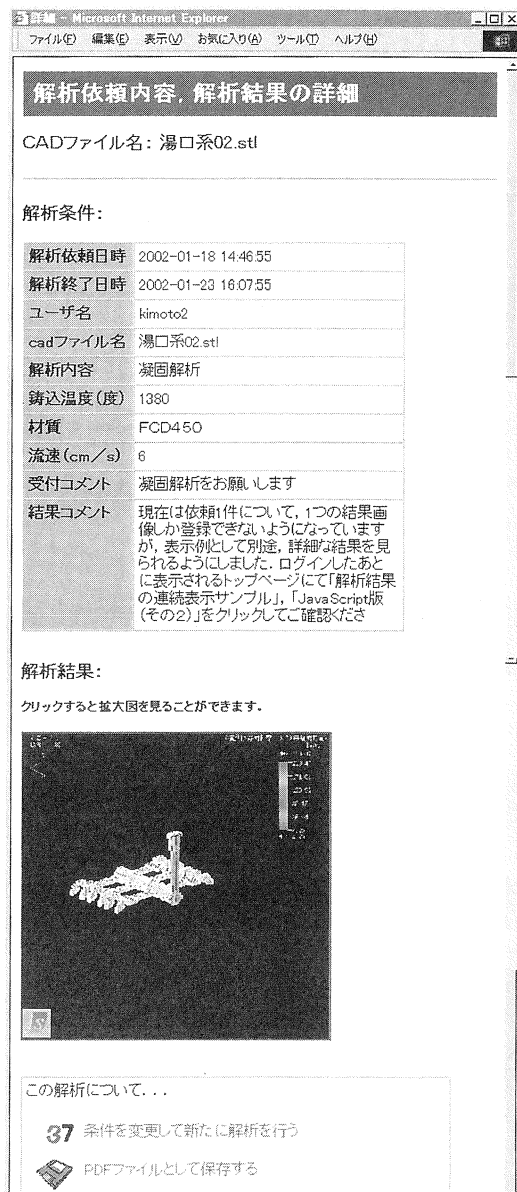 詳細 - Microsoft Internet Explorer
ファイル(F) 編集(E) 表示(V) お気に入り(A) ツール(T) ヘルプ(H)
解析依頼内容, 解析結果の詳細
CADファイル名: 湯口系02.stl
解析条件:
解析依頼日時 2002-01-18 14:46:55
解析終了日時 2002-01-23 16:07:55
ユーザ名 kimoto2
cadファイル名 湯口系02.stl
解析内容 凝固解析
鋳込温度(度) 1380
材質 FCD450
流速(cm/s) 6
受付コメント 凝固解析をお願いします
結果コメント 現在は依頼1件について, 1つの結果画
像しか登録できないようになっています
が, 表示例として別途, 詳細な結果を見
られるようにしました. ログインしたあと
に表示されるトップページにて「解析結果
の連続表示サンプル」, 「JavaScript版
(その2)」をクリックしてご確認くださ
解析結果:
クリックすると拡大図を見ることができます.
この解析について...
37 条件を変更して新たに解析を行う
PDFファイルとして保存する